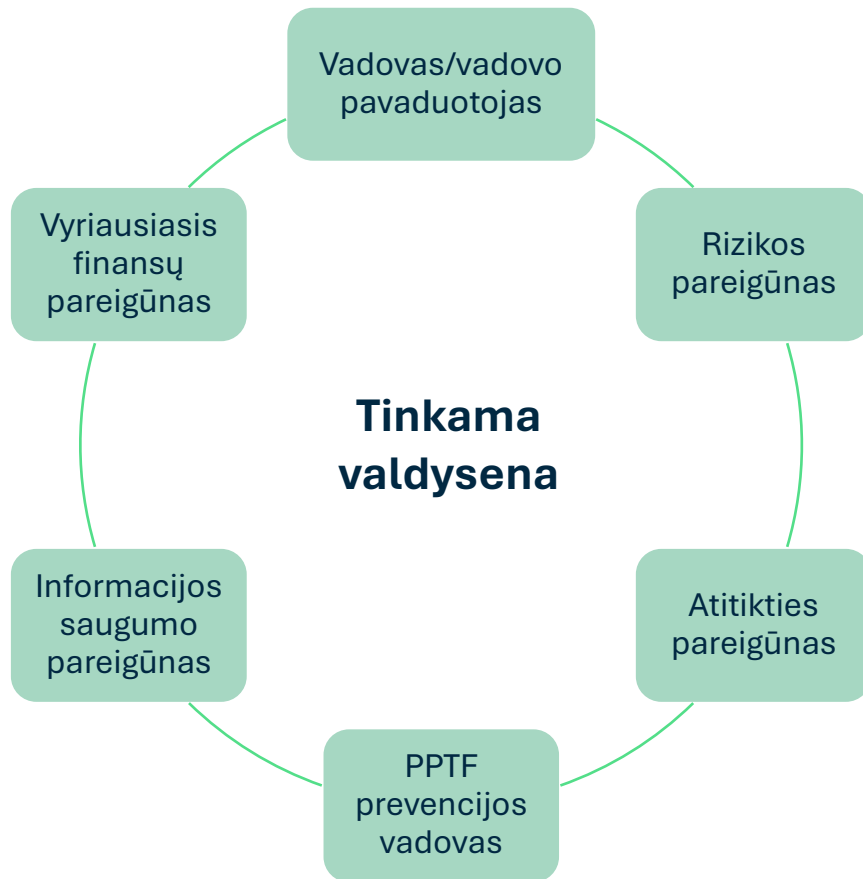 Vadovas/vadovo
pavaduotojas
Rizikos
pareigūnas
Atitikties
pareigūnas
PPTF
prevencijos
vadovas
Informacijos
saugumo
pareigūnas
Vyriausiasis
finansų
pareigūnas
Tinkama
valdysena